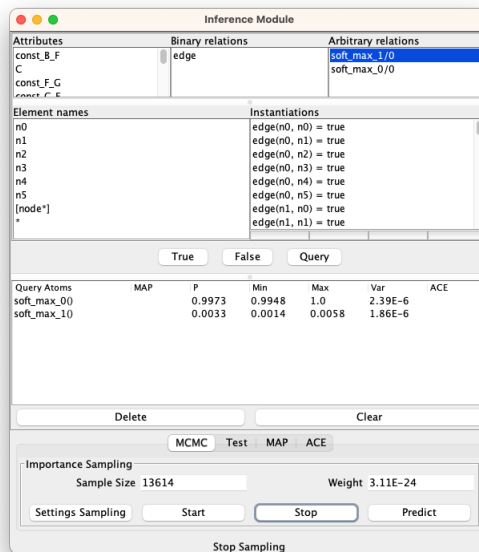 Inference Module
Attributes Binary relations Arbitrary relations
const_B_F edge soft_max_1/0
C soft_max_0/0
const_F_G
Element names Instantiations
n0 edge(n0, n0) = true
n1 edge(n0, n1) = true
n2 edge(n0, n2) = true
n3 edge(n0, n3) = true
n4 edge(n0, n4) = true
n5 edge(n0, n5) = true
[node*] edge(n1, n0) = true
* edge(n1, n1) = true
True False Query
Query Atoms MAP P Min Max Var ACE
soft_max_0() 0.9973 0.9948 1.0 2.39E-6
soft_max_1() 0.0033 0.0014 0.0058 1.86E-6
Delete Clear
MCMC Test MAP ACE
Importance Sampling
Sample Size 13614 Weight 3.11E-24
Settings Sampling Start Stop Predict
Stop Sampling